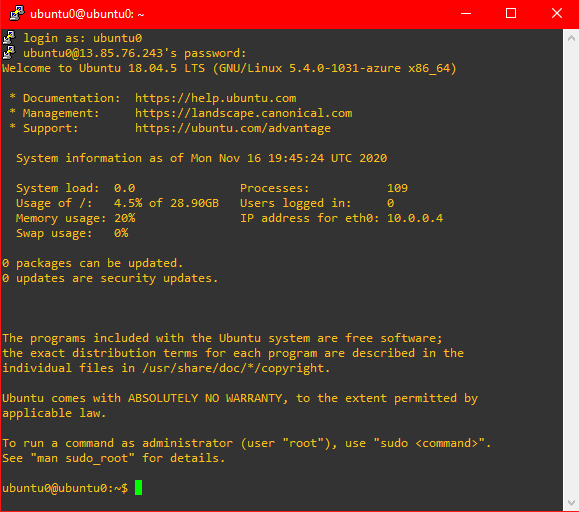 ubuntu0@ubuntu0: ~
login as: ubuntu0
ubuntu0@13.85.76.243's password:
Welcome to Ubuntu 18.04.5 LTS (GNU/Linux 5.4.0-1031-azure x86_64)
* Documentation:  https://help.ubuntu.com
* Management:     https://landscape.canonical.com
* Support:        https://ubuntu.com/advantage
System information as of Mon Nov 16 19:45:24 UTC 2020
System load:  0.0               Processes:           109
Usage of /:   4.5% of 28.90GB   Users logged in:     0
Memory usage: 20%               IP address for eth0: 10.0.0.4
Swap usage:   0%
0 packages can be updated.
0 updates are security updates.
The programs included with the Ubuntu system are free software;
the exact distribution terms for each program are described in the
individual files in /usr/share/doc/*/copyright.
Ubuntu comes with ABSOLUTELY NO WARRANTY, to the extent permitted by
applicable law.
To run a command as administrator (user "root"), use "sudo <command>".
See "man sudo_root" for details.
ubuntu0@ubuntu0:~$